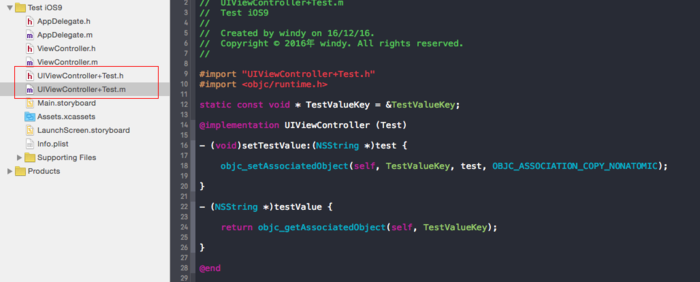 Test iOS9
AppDelegate.h
AppDelegate.m
ViewController.h
ViewController.m
UIViewController+Test.h
UIViewController+Test.m
Main.storyboard
Assets.xcassets
LaunchScreen.storyboard
Info.plist
Supporting Files
Products
2 //  UIViewController+Test.m
3 //  Test iOS9
4 //
5 //  Created by windy on 16/12/16.
6 //  Copyright © 2016年 windy. All rights reserved.
7 //
8
9 #import "UIViewController+Test.h"
10 #import <objc/runtime.h>
11
12 static const void * TestValueKey = &TestValueKey;
13
14 @implementation UIViewController (Test)
15
16 - (void)setTestValue:(NSString *)test {
17
18 objc_setAssociatedObject(self, TestValueKey, test, OBJC_ASSOCIATION_COPY_NONATOMIC);
19
20 }
21
22 - (NSString *)testValue {
23
24 return objc_getAssociatedObject(self, TestValueKey);
25
26 }
27
28 @end
29